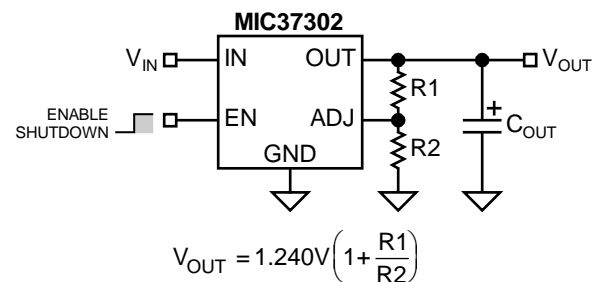 MIC37302
V_IN
IN
OUT
V_OUT
R1
ENABLE
SHUTDOWN
EN
ADJ
+
C_OUT
R2
GND
V_OUT = 1.240V(1+R1/R2)